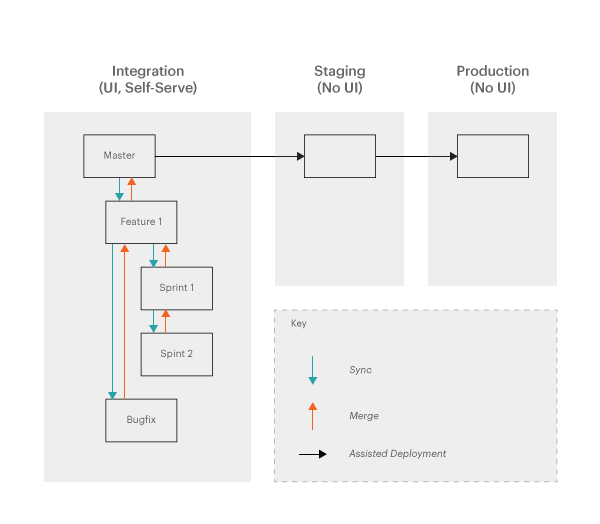 Integration
(UI, Self-Serve)
Staging
(No UI)
Production
(No UI)
Master
Feature 1
Sprint 1
Spint 2
Bugfix
Key
Sync
Merge
Assisted Deployment